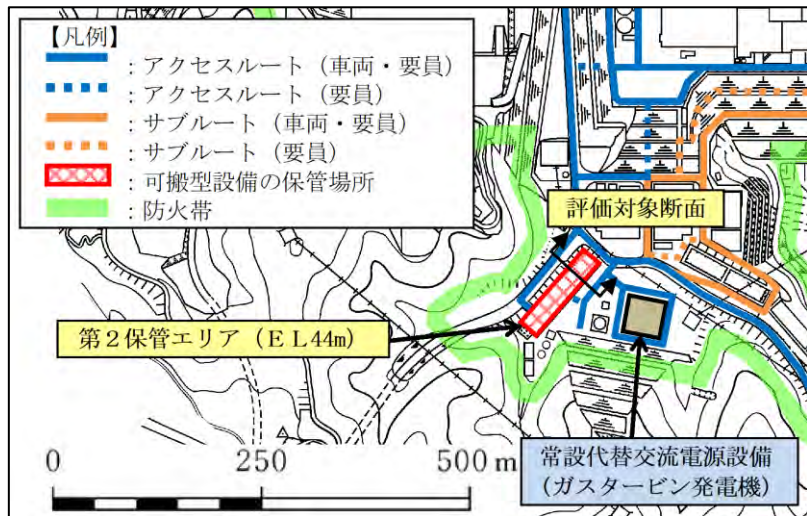 【凡例】
：アクセスルート（車両・要員）
：アクセスルート（要員）
：サブルート（車両・要員）
：サブルート（要員）
：可搬型設備の保管場所
：防火帯
評価対象断面
第２保管エリア（ＥＬ44m）
常設代替交流電源設備
（ガスタービン発電機）
0 250 500 m